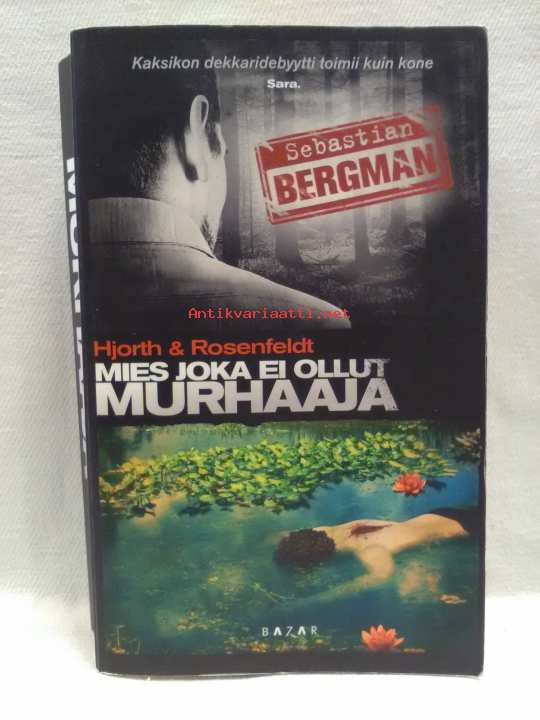 Kaksikon dekkaridebyytti toimii kuin kone
Sara.
Sebastian
BERGMAN
Antikvariaatti.net
Hjorth & Rosenfeldt
MIES JOKA EI OLLUT
MURHAAJA
BAZAR